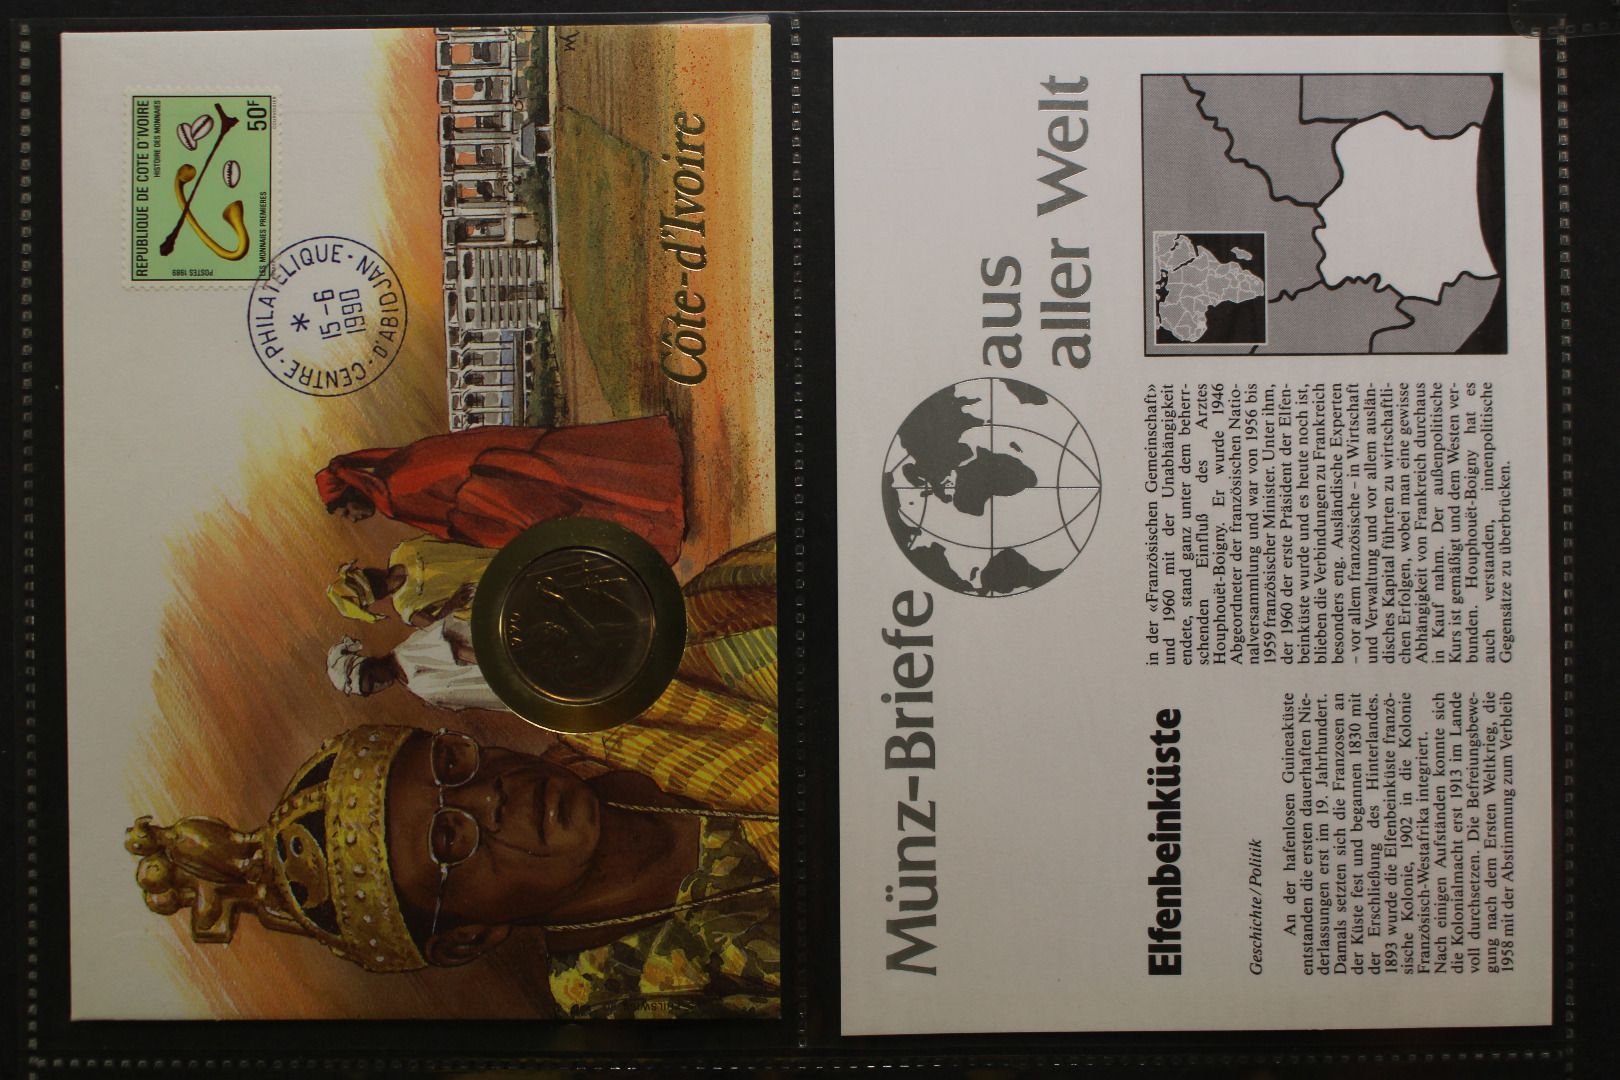 REPUBLIQUE DE COTE D'IVOIRE
HISTOIRE DES MONNAIES
50F
LES MONNAIES PREMIERES
POSTES 1989
CENTRE · PHILATELIQUE · D'ABIDJAN
*
15-6
1990
Côte-d'Ivoire
Münz-Briefe
aus
aller Welt
Elfenbeinküste
Geschichte/Politik
An der hafenlosen Guineaküste
entstanden die ersten dauerhaften Nie-
derlassungen erst im 19. Jahrhundert.
Damals setzten sich die Franzosen an
der Küste fest und begannen 1830 mit
der Erschließung des Hinterlandes.
1893 wurde die Elfenbeinküste franzö-
sische Kolonie, 1902 in die Kolonie
Französisch-Westafrika integriert.
Nach einigen Aufständen konnte sich
die Kolonialmacht erst 1913 im Lande
voll durchsetzen. Die Befreiungsbewe-
gung nach dem Ersten Weltkrieg, die
1958 mit der Abstimmung zum Verbleib
in der «Französischen Gemeinschaft»
und 1960 mit der Unabhängigkeit
endete, stand ganz unter dem beherr-
schenden Einfluß des Arztes
Houphouët-Boigny. Er wurde 1946
Abgeordneter der französischen Natio-
nalversammlung und war von 1956 bis
1959 französischer Minister. Unter ihm,
der 1960 der erste Präsident der Elfen-
beinküste wurde und es heute noch ist,
blieben die Verbindungen zu Frankreich
besonders eng. Ausländische Experten
– vor allem französische – in Wirtschaft
und Verwaltung und vor allem auslän-
disches Kapital führten zu wirtschaftli-
chen Erfolgen, wobei man eine gewisse
Abhängigkeit von Frankreich durchaus
in Kauf nahm. Der außenpolitische
Kurs ist gemäßigt und dem Westen ver-
bunden. Houphouët-Boigny hat es
auch verstanden, innenpolitische
Gegensätze zu überbrücken.